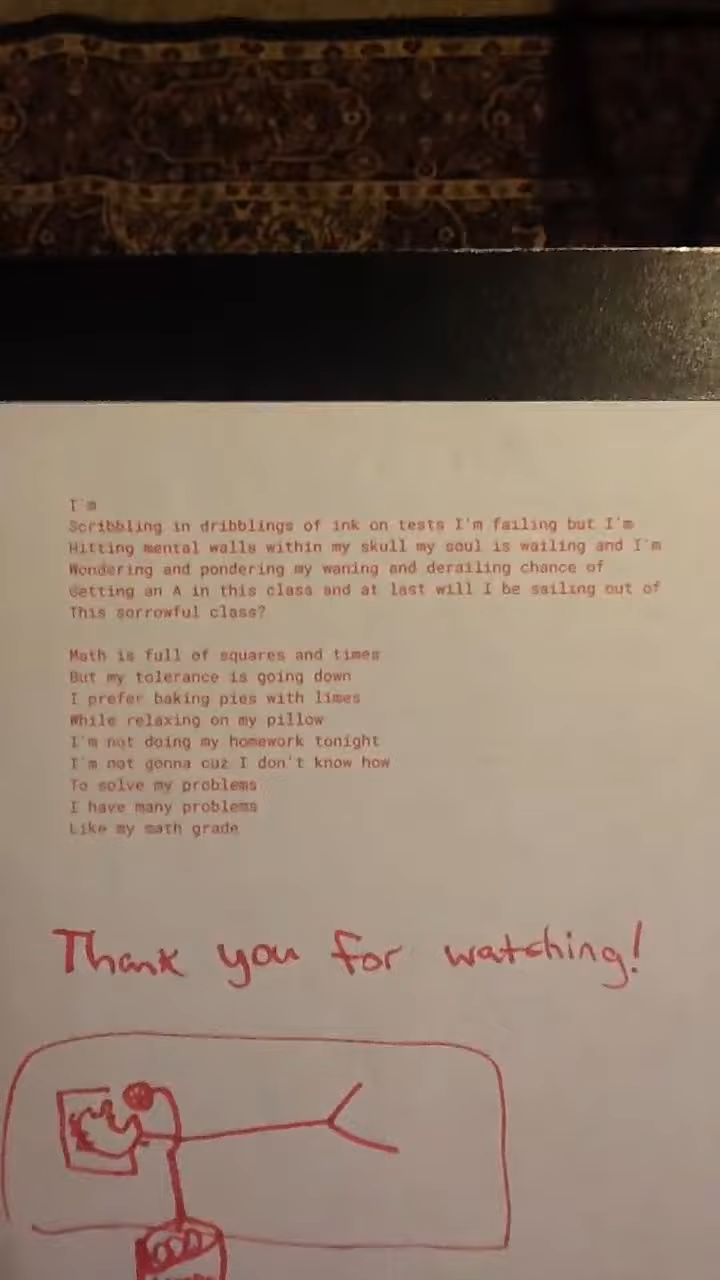 I'm
Scribbling in dribblings of ink on tests I'm failing but I'm
Hitting mental walls within my skull my soul is wailing and I'm
Wondering and pondering my waning and derailing chance of
Getting an A in this class and at last will I be sailing out of
This sorrowful class?
Math is full of squares and times
But my tolerance is going down
I prefer baking pies with limes
While relaxing on my pillow
I'm not doing my homework tonight
I'm not gonna cuz I don't know how
To solve my problems
I have many problems
Like my math grade
Thank you for watching!